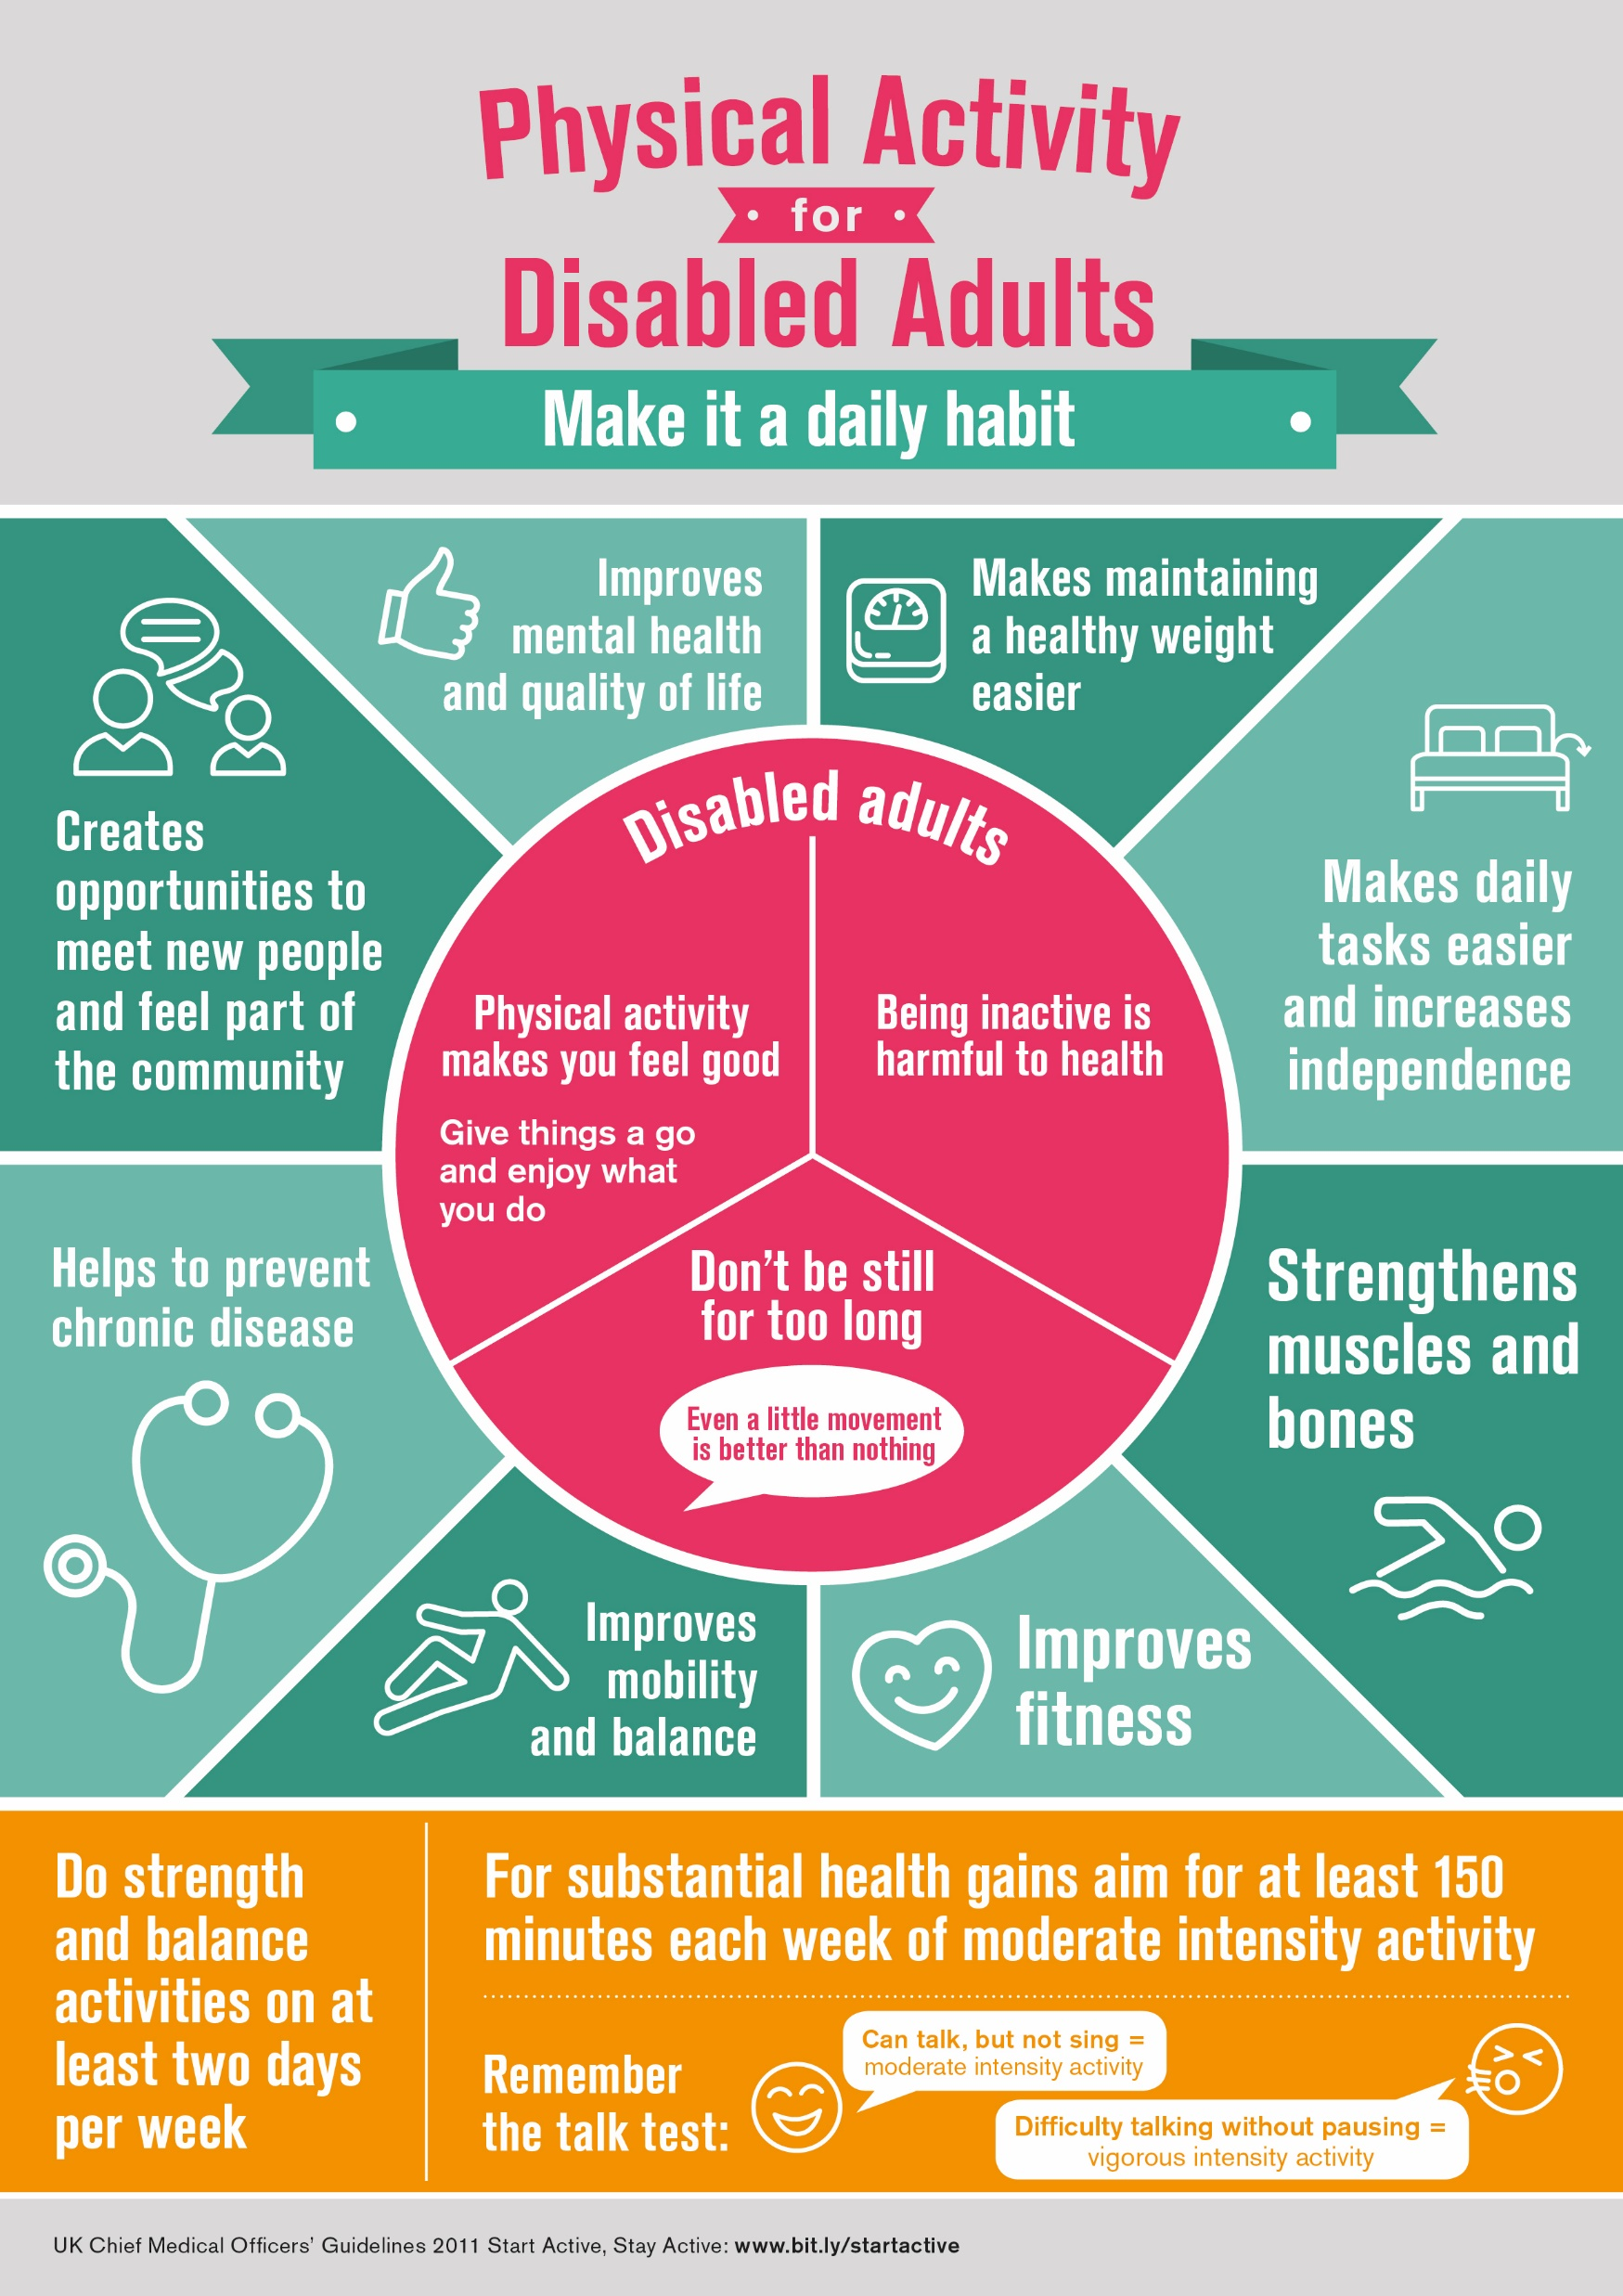 Physical Activity
for
Disabled Adults
Make it a daily habit
Improves
mental health
and quality of life
Makes maintaining
a healthy weight
easier
Creates
opportunities to
meet new people
and feel part of
the community
Makes daily
tasks easier
and increases
independence
Disabled adults
Physical activity
makes you feel good
Give things a go
and enjoy what
you do
Being inactive is
harmful to health
Don't be still
for too long
Even a little movement
is better than nothing
Helps to prevent
chronic disease
Strengthens
muscles and
bones
Improves
mobility
and balance
Improves
fitness
Do strength
and balance
activities on at
least two days
per week
For substantial health gains aim for at least 150
minutes each week of moderate intensity activity
Remember
the talk test:
Can talk, but not sing =
moderate intensity activity
Difficulty talking without pausing =
vigorous intensity activity
UK Chief Medical Officers' Guidelines 2011 Start Active, Stay Active: www.bit.ly/startactive